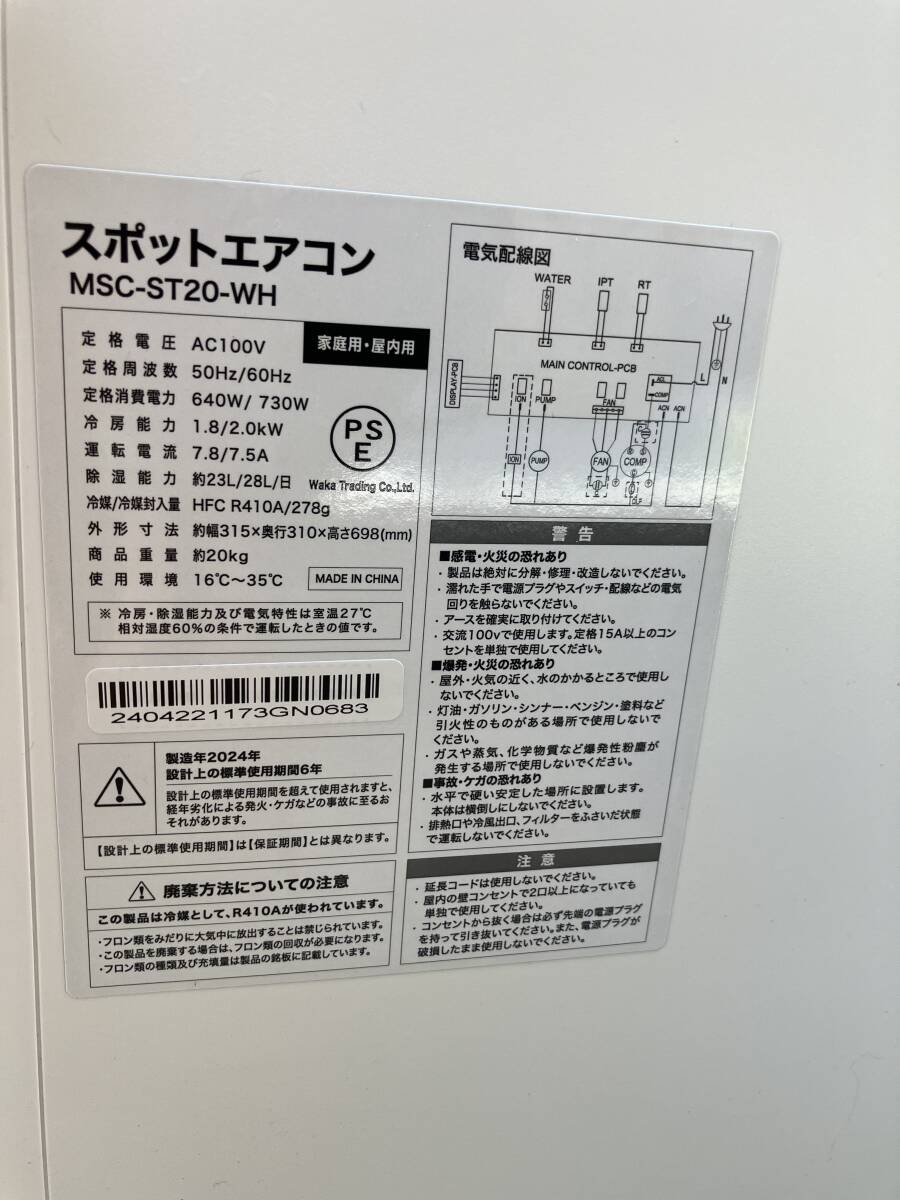 スポットエアコン
MSC-ST20-WH
定格電圧 AC100V
家庭用・屋内用
定格周波数 50Hz/60Hz
定格消費電力 640W/ 730W
冷房能力 1.8/2.0kW
運転電流 7.8/7.5A
除湿能力 約23L/28L/日
冷媒/冷媒封入量 HFC R410A/278g
外形寸法 約幅315×奥行310×高さ698(mm)
商品重量 約20kg
使用環境 16℃～35℃
PS
E
Waka Trading Co.,Ltd.
MADE IN CHINA
※ 冷房・除湿能力及び電気特性は室温27℃
相対湿度60%の条件で運転したときの値です。
2404221173GN0683
製造年2024年
設計上の標準使用期間6年
設計上の標準使用期間を超えて使用されますと、
経年劣化による発火・ケガなどの事故に至るお
それがあります。
【設計上の標準使用期間】は【保証期間】とは異なります。
廃棄方法についての注意
この製品は冷媒として、R410Aが使われています。
・フロン類をみだりに大気中に放出することは禁じられています。
・この製品を廃棄する場合は、フロン類の回収が必要になります。
・フロン類の種類及び充填量は製品の銘板に記載しています。
電気配線図
WATER IPT RT
MAIN CONTROL-PCB
DISPLAY-PCB
ION PUMP FAN
ACL
COMP
L N
ACN ACN
ION PUMP FAN COMP
OLP
警告
■感電・火災の恐れあり
・製品は絶対に分解・修理・改造しないでください。
・濡れた手で電源プラグやスイッチ・配線などの電気
回りを触らないでください。
・アースを確実に取り付けてください。
・交流100vで使用します。定格15A以上のコン
セントを単独で使用してください。
■爆発・火災の恐れあり
・屋外・火気の近く、水のかかるところで使用し
ないでください。
・灯油・ガソリン・シンナー・ベンジン・塗料など
引火性のものがある場所で使用しないで
ください。
・ガスや蒸気、化学物質など爆発性粉塵が
発生する場所で使用しないでください。
■事故・ケガの恐れあり
・水平で硬い安定した場所に設置します。
本体は横倒しにしないでください。
・排熱口や冷風出口、フィルターをふさいだ状態
で運転しないでください。
注意
・延長コードは使用しないでください。
・屋内の壁コンセントで2口以上になっていても
単独で使用してください。
・コンセントから抜く場合は必ず先端の電源プラグ
を持って引き抜いてください。また、電源プラグが
破損したまま使用しないでください。